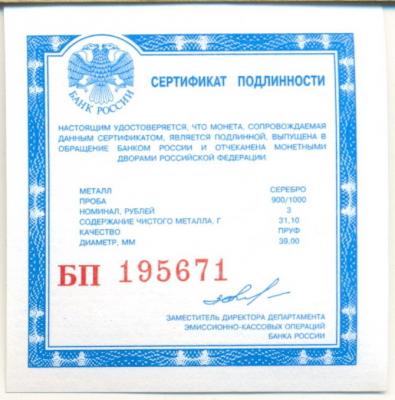 СЕРТИФИКАТ ПОДЛИННОСТИ
БАНК РОССИИ
НАСТОЯЩИМ УДОСТОВЕРЯЕТСЯ, ЧТО МОНЕТА, СОПРОВОЖДАЕМАЯ
ДАННЫМ СЕРТИФИКАТОМ, ЯВЛЯЕТСЯ ПОДЛИННОЙ, ВЫПУЩЕНА В
ОБРАЩЕНИЕ БАНКОМ РОССИИ И ОТЧЕКАНЕНА МОНЕТНЫМИ
ДВОРАМИ РОССИЙСКОЙ ФЕДЕРАЦИИ.
МЕТАЛЛ СЕРЕБРО
ПРОБА 900/1000
НОМИНАЛ, РУБЛЕЙ 3
СОДЕРЖАНИЕ ЧИСТОГО МЕТАЛЛА, Г 31,10
КАЧЕСТВО ПРУФ
ДИАМЕТР, ММ 39,00
БП 195671
ЗАМЕСТИТЕЛЬ ДИРЕКТОРА ДЕПАРТАМЕНТА
ЭМИССИОННО-КАССОВЫХ ОПЕРАЦИЙ
БАНКА РОССИИ